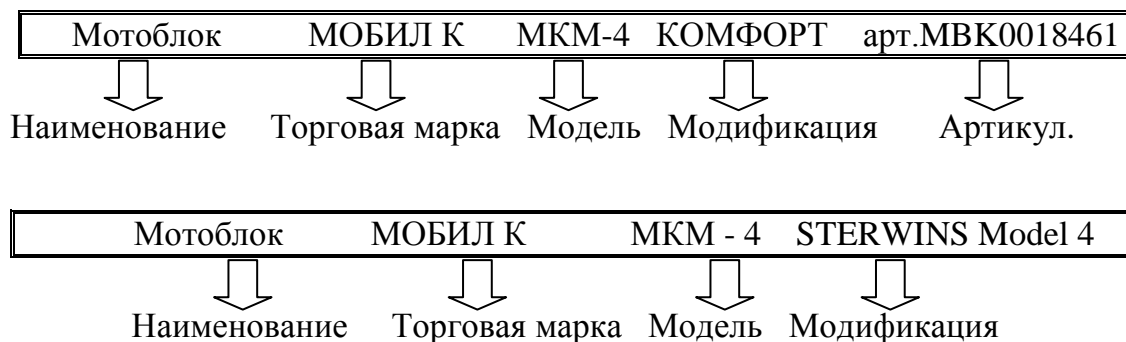 Мотоблок МОБИЛ К МКМ-4 КОМФОРТ арт.МВК0018461
Наименование Торговая марка Модель Модификация Артикул.
Мотоблок МОБИЛ К МКМ - 4 STERWINS Model 4
Наименование Торговая марка Модель Модификация